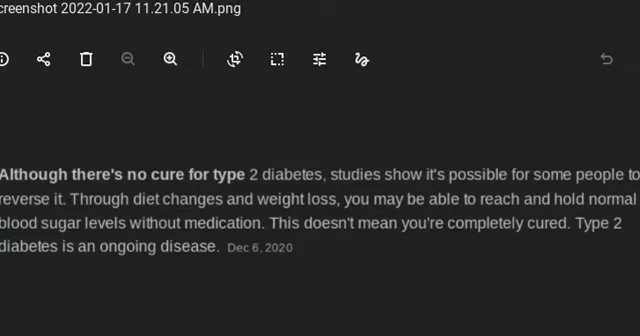 creenshot 2022-01-17 11.21.05 AM.png
Although there's no cure for type 2 diabetes, studies show it's possible for some people to
reverse it. Through diet changes and weight loss, you may be able to reach and hold normal
blood sugar levels without medication. This doesn't mean you're completely cured. Type 2
diabetes is an ongoing disease. Dec 6, 2020